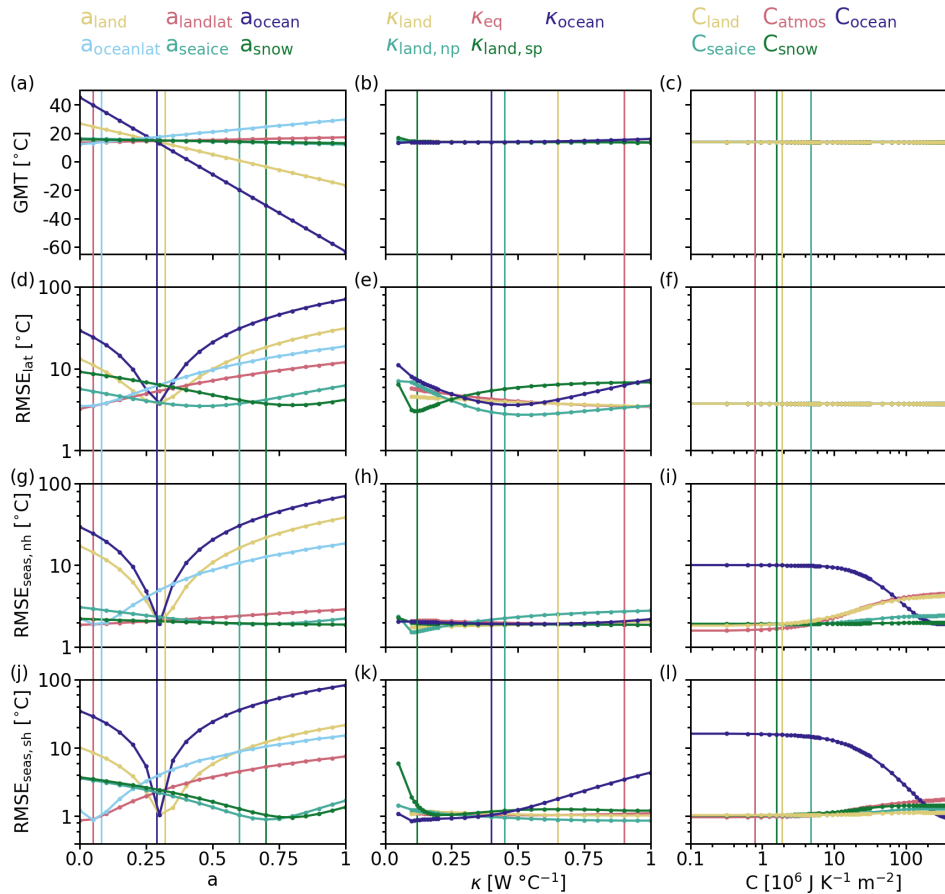 a_land a_landlat a_ocean κ_land κ_eq κ_ocean C_land C_atmos C_ocean
a_oceanlat a_seaice a_snow κ_land,np κ_land,sp C_seaice C_snow
(a) (b) (c)
40
20
0
-20
-40
-60
GMT [°C]
(d) (e) (f)
100
10
1
RMSE_lat [°C]
(g) (h) (i)
100
10
1
RMSE_seas,nh [°C]
(j) (k) (l)
100
10
1
RMSE_seas,sh [°C]
0.0 0.25 0.50 0.75 1 0.0 0.25 0.50 0.75 1 0.1 1 10 100
a κ [W °C⁻¹] C [10⁶ J K⁻¹ m⁻²]